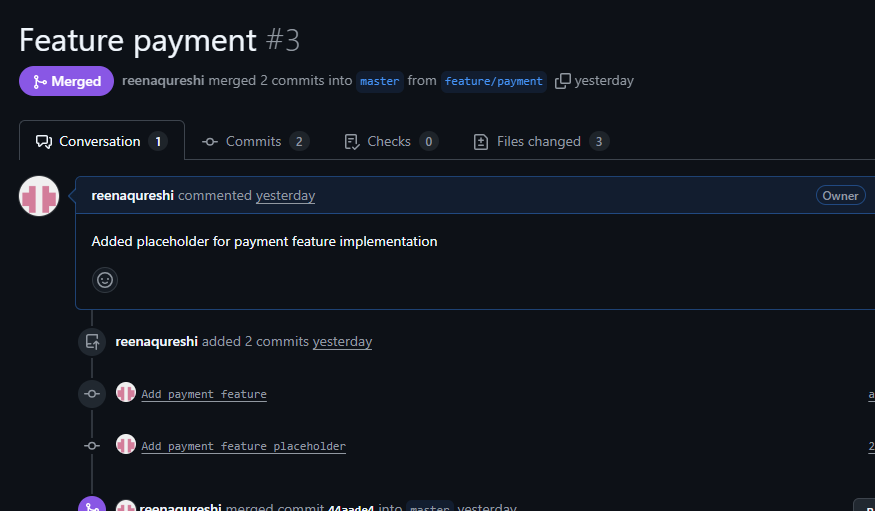 Feature payment #3
Merged reenaqureshi merged 2 commits into master from feature/payment yesterday
Conversation 1 Commits 2 Checks 0 Files changed 3
reenaqureshi commented yesterday Owner
Added placeholder for payment feature implementation
reenaqureshi added 2 commits yesterday
Add payment feature
Add payment feature placeholder
reenaqureshi merged commit 44aade4 into master yesterday